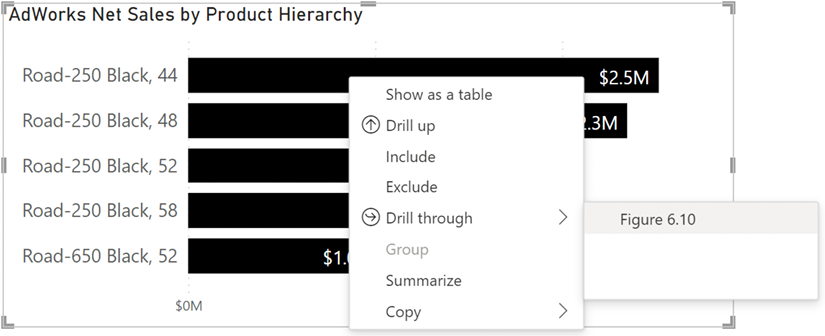 AdWorks Net Sales by Product Hierarchy
Road-250 Black, 44
$2.5M
Road-250 Black, 48
2.3M
Road-250 Black, 52
Road-250 Black, 58
Road-650 Black, 52
$0M
Show as a table
Drill up
Include
Exclude
Drill through
Group
Summarize
Copy
Figure 6.10